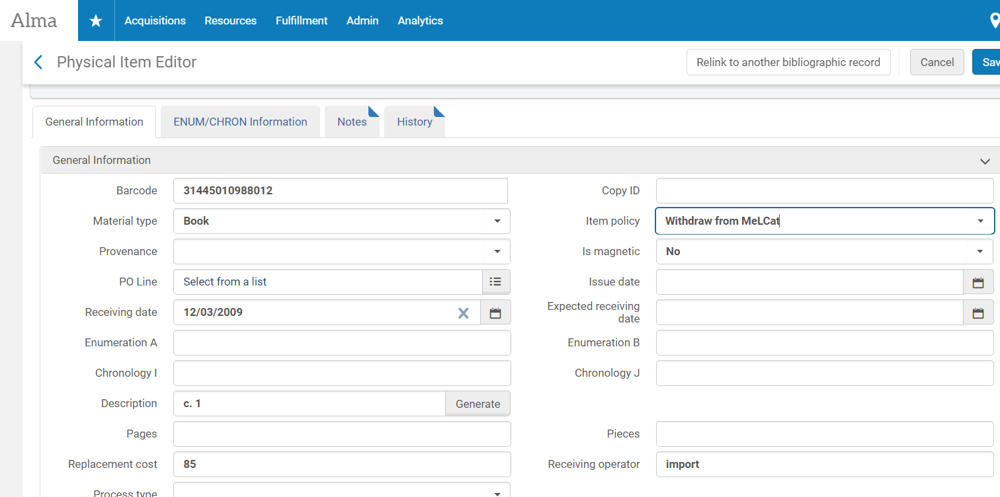 Alma Acquisitions Resources Fulfillment Admin Analytics
Physical Item Editor Relink to another bibliographic record Cancel Sav
General Information ENUM/CHRON Information Notes History
General Information
Barcode 31445010988012 Copy ID
Material type Book Item policy Withdraw from MeLCat
Provenance Is magnetic No
PO Line Select from a list Issue date
Receiving date 12/03/2009 Expected receiving date
Enumeration A Enumeration B
Chronology I Chronology J
Description c. 1 Generate
Pages Pieces
Replacement cost 85 Receiving operator import
Process type